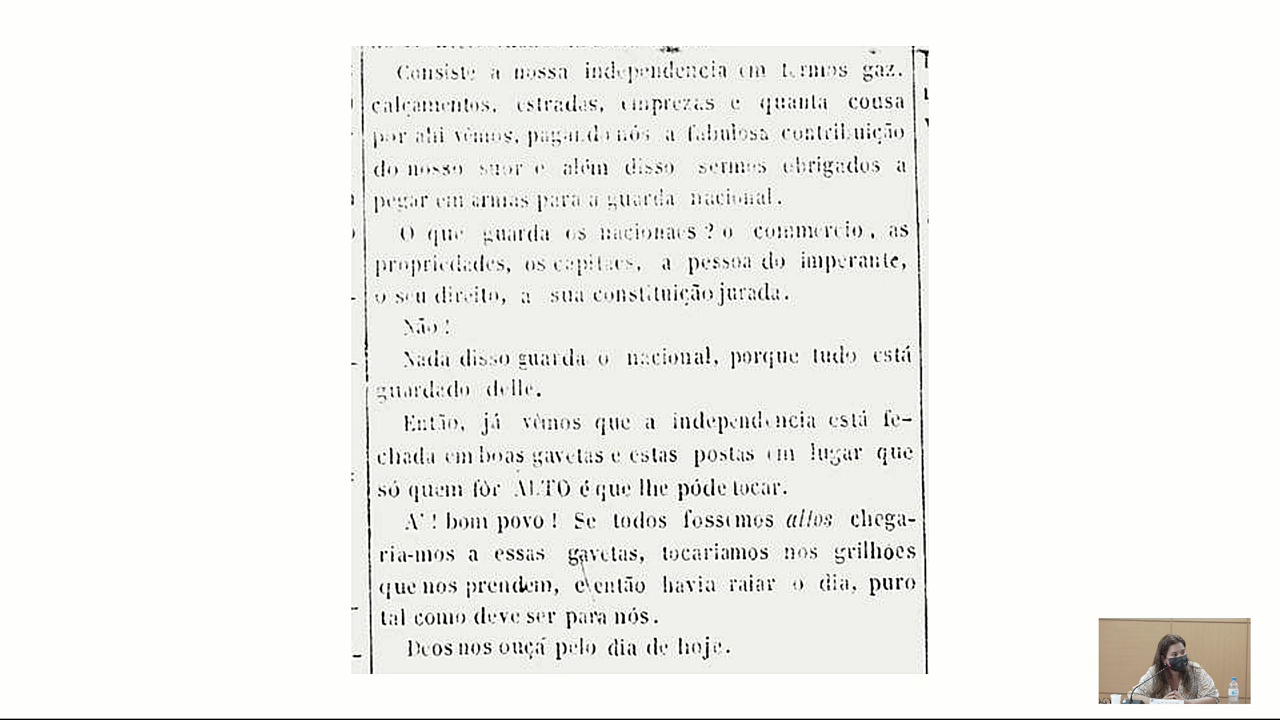 Consiste a nossa independencia em termos gaz,
calçamentos, estradas, emprezas e quanta cousa
por ahi vêmos, pagando nós a fabulosa contribuição
do nosso suor e além disso sermos obrigados a
pegar em armas para a guarda nacional.
O que guarda os nacionaes? o commercio, as
propriedades, os capitaes, a pessoa do imperante,
o seu direito, a sua constituição jurada.
Não!
Nada disso guarda o nacional, porque tudo está
guardado delle.
Então, já vêmos que a independencia está fe-
chada em boas gavetas e estas postas em lugar que
só quem fôr ALTO é que lhe póde tocar.
A'! bom povo! Se todos fossemos altos chega-
ria-mos a essas gavetas, tocariamos nos grilhões
que nos prendem, e então havia raiar o dia, puro
tal como deve ser para nós.
Deos nos ouça pelo dia de hoje.